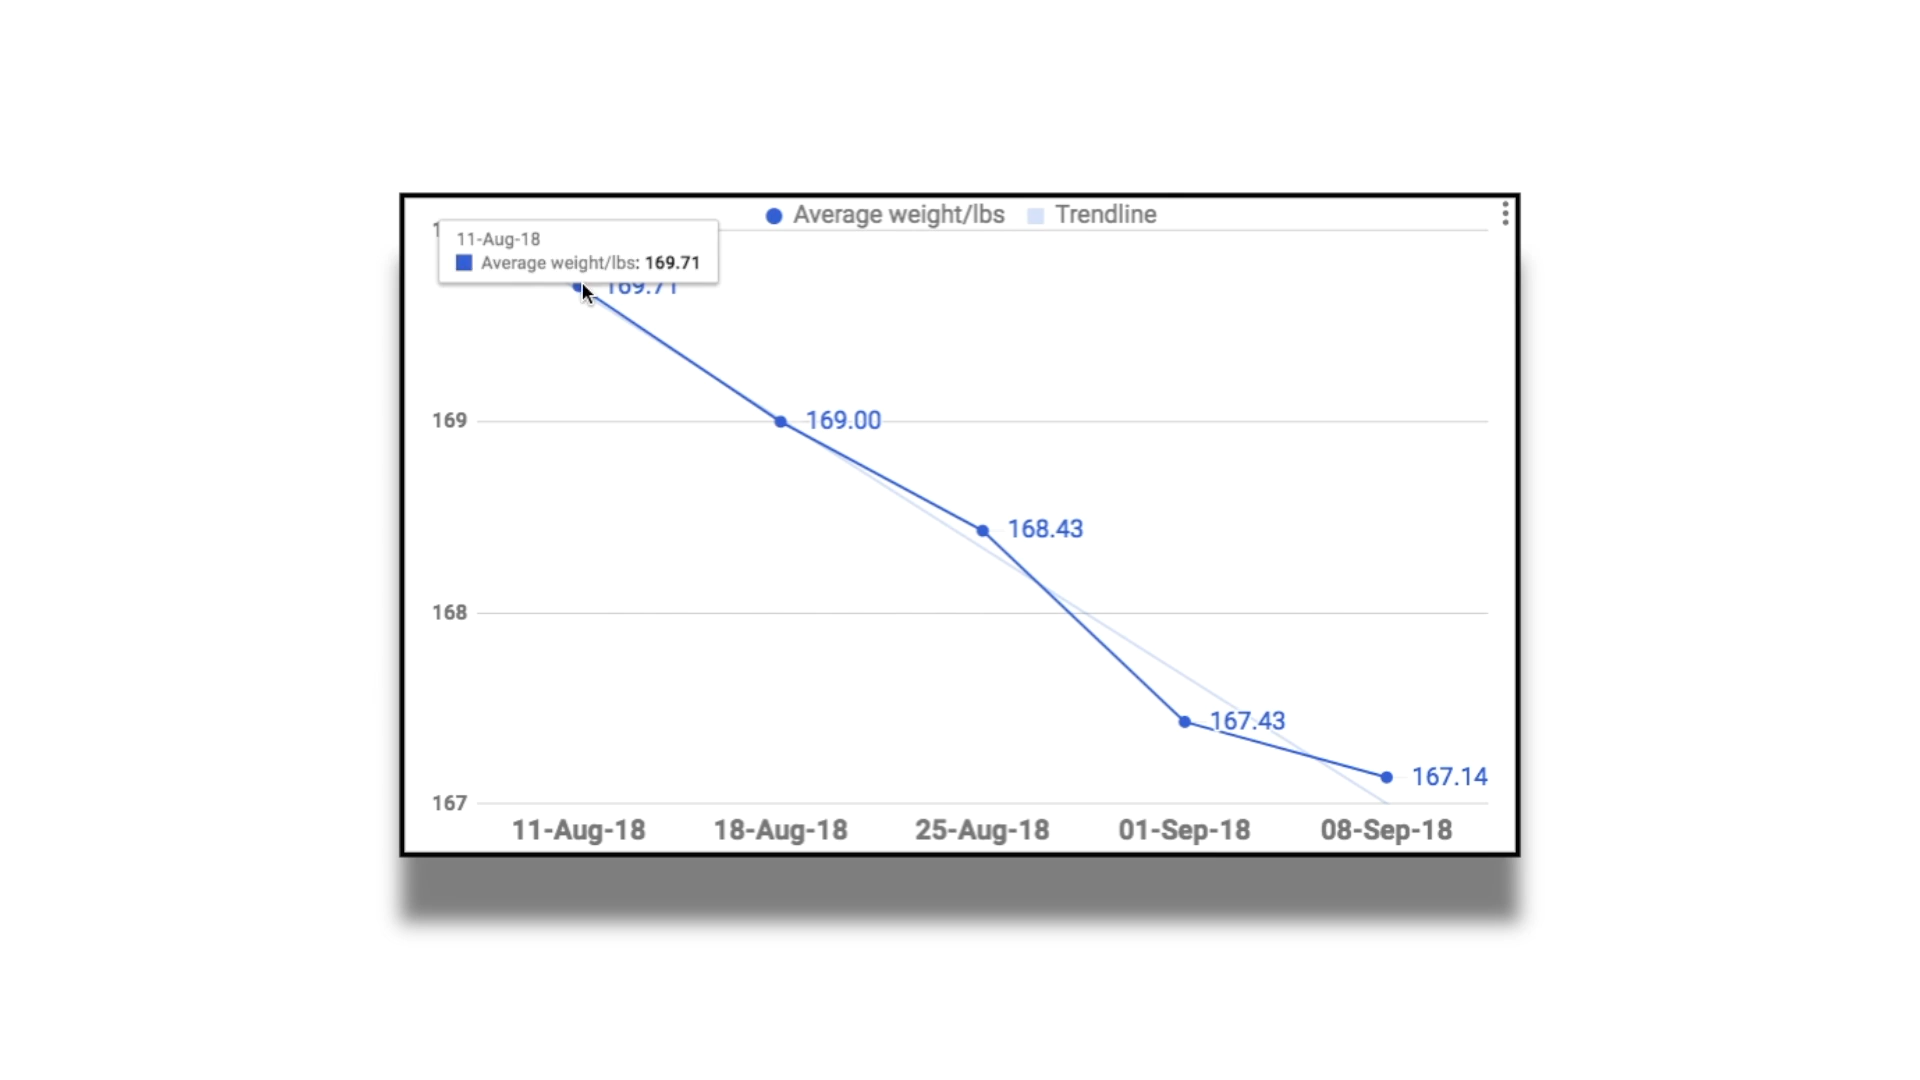 Average weight/lbs Trendline
11-Aug-18
Average weight/lbs: 169.71
169.71
169 169.00
168.43
168
167.43
167.14
167
11-Aug-18 18-Aug-18 25-Aug-18 01-Sep-18 08-Sep-18